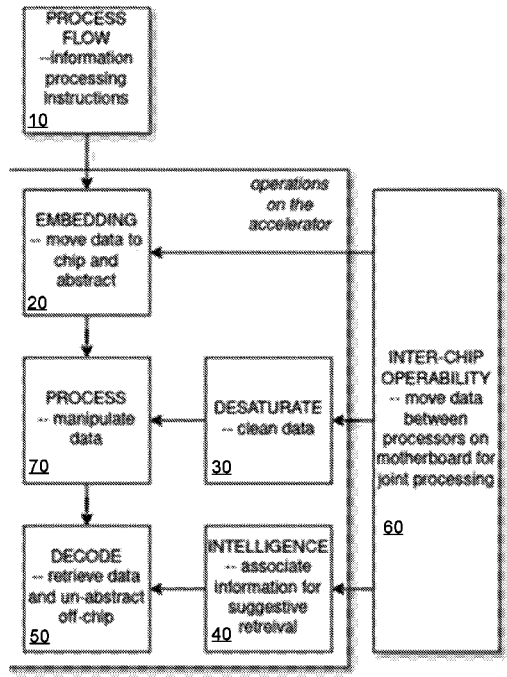 PROCESS
FLOW
--information
processing
instructions
10
operations
on the
accelerator
EMBEDDING
-- move data to
chip and
abstract
20
PROCESS
-- manipulate
data
70
DESATURATE
-- clean data
30
INTER-CHIP
OPERABILITY
-- move data
between
processors on
motherboard for
joint processing
60
DECODE
-- retrieve data
and un-abstract
off-chip
50
INTELLIGENCE
-- associate
information for
suggestive
retreival
40